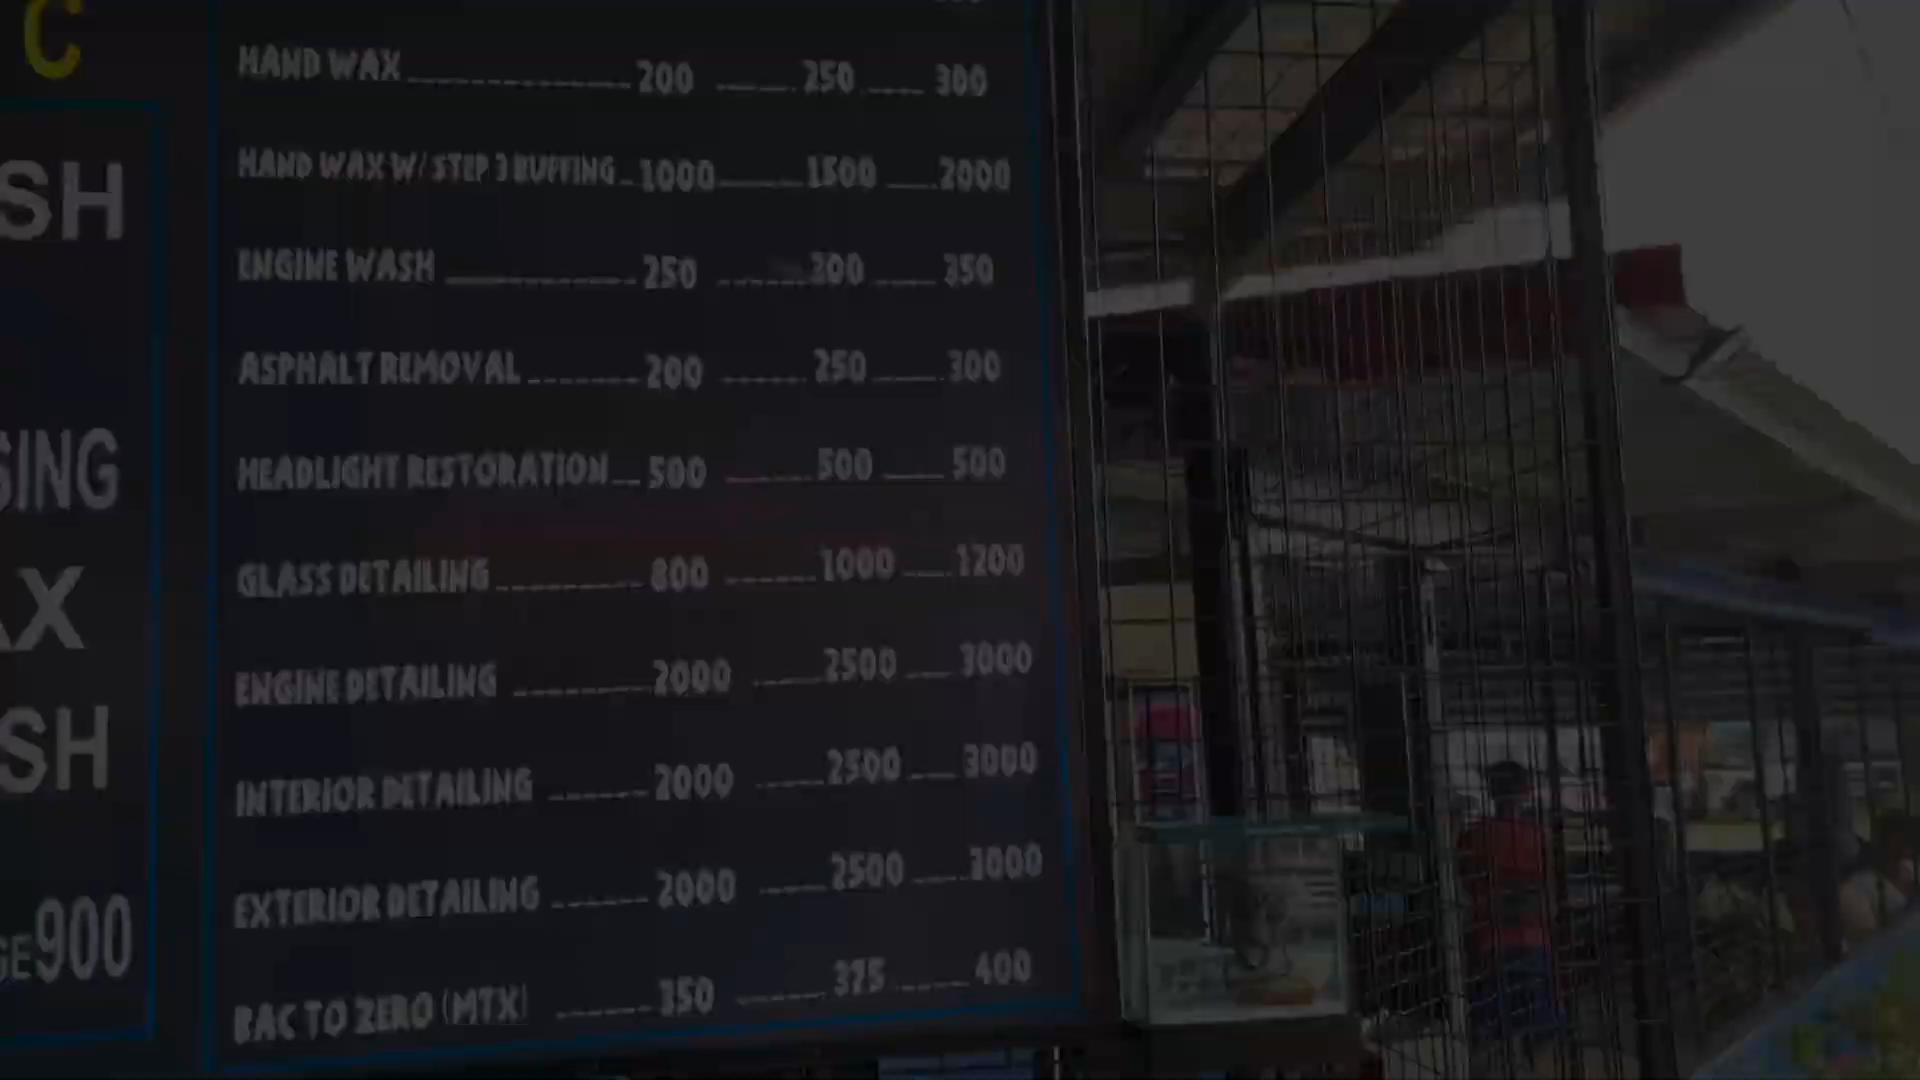 C
SH
SING
AX
SH
GE900
HAND WAX 200 250 300
HAND WAX W/ STEP 3 BUFFING 1000 1500 2000
ENGINE WASH 250 300 350
ASPHALT REMOVAL 200 250 300
HEADLIGHT RESTORATION 500 500 500
GLASS DETAILING 800 1000 1200
ENGINE DETAILING 2000 2500 3000
INTERIOR DETAILING 2000 2500 3000
EXTERIOR DETAILING 2000 2500 3000
BAC TO ZERO (MTX) 350 375 400